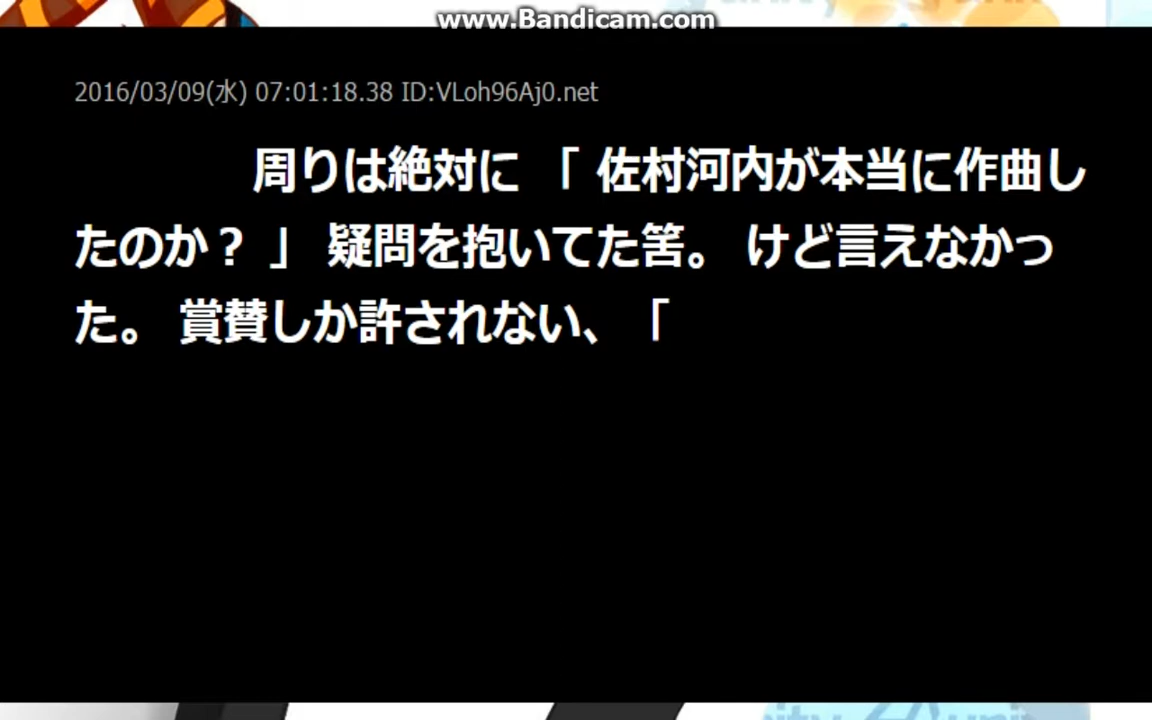 www.Bandicam.com
2016/03/09(水) 07:01:18.38 ID:VLoh96Aj0.net
周りは絶対に 「 佐村河内が本当に作曲し
たのか？ 」 疑問を抱いてた筈。 けど言えなかっ
た。 賞賛しか許されない、 「